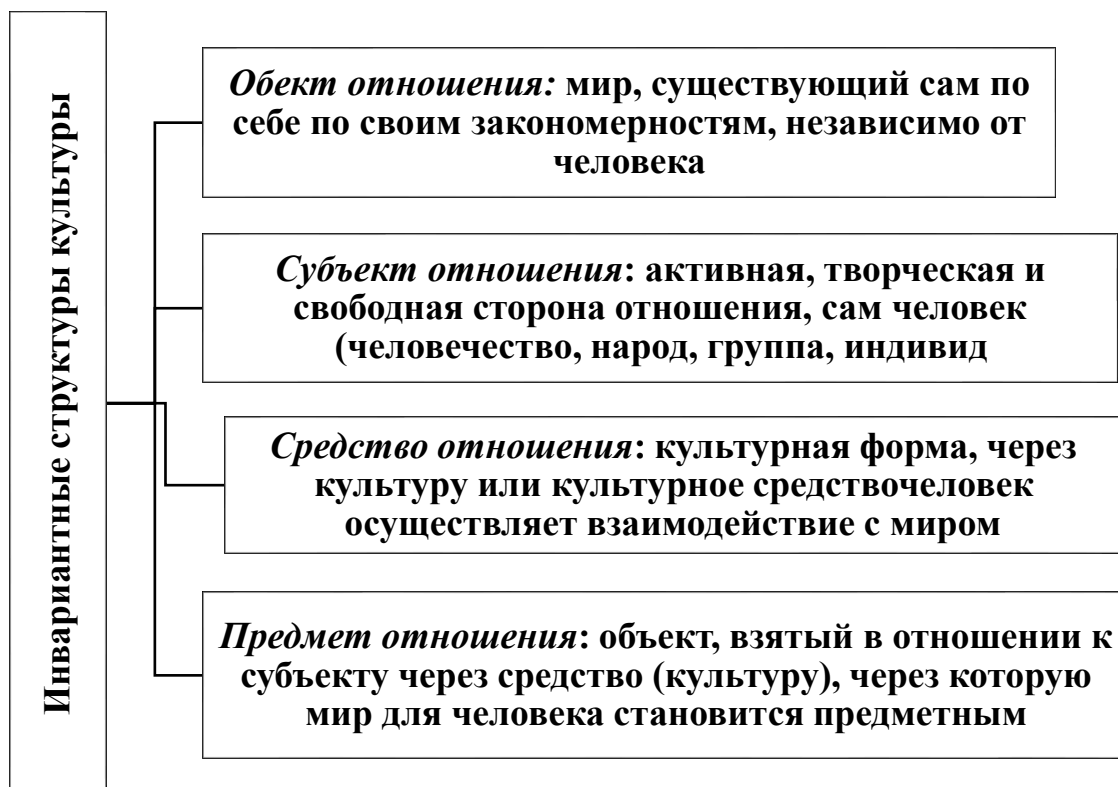 Инвариантные структуры культуры
Обект отношения: мир, существующий сам по
себе по своим закономерностям, независимо от
человека
Субъект отношения: активная, творческая и
свободная сторона отношения, сам человек
(человечество, народ, группа, индивид
Средство отношения: культурная форма, через
культуру или культурное средствочеловек
осуществляет взаимодействие с миром
Предмет отношения: объект, взятый в отношении к
субъекту через средство (культуру), через которую
мир для человека становится предметным